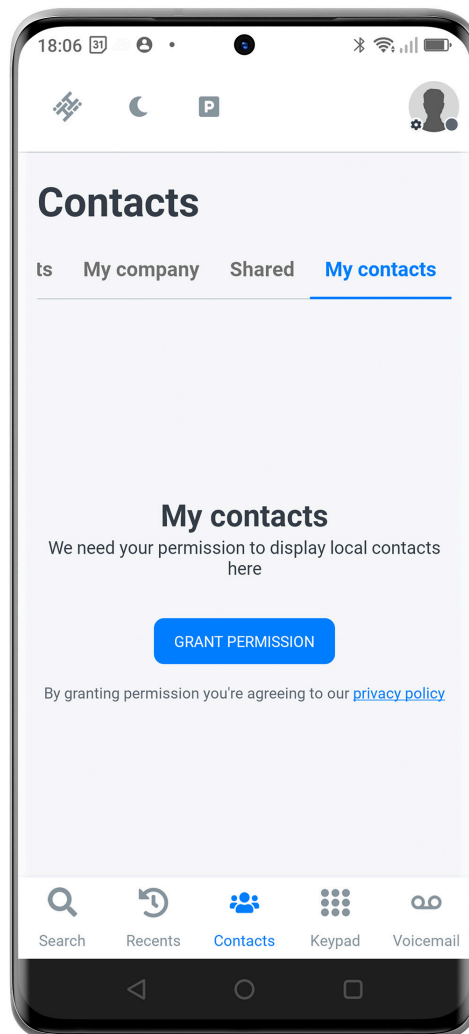 18:06 31
P
Contacts
ts My company Shared My contacts
My contacts
We need your permission to display local contacts
here
GRANT PERMISSION
By granting permission you're agreeing to our privacy policy
Search Recents Contacts Keypad Voicemail